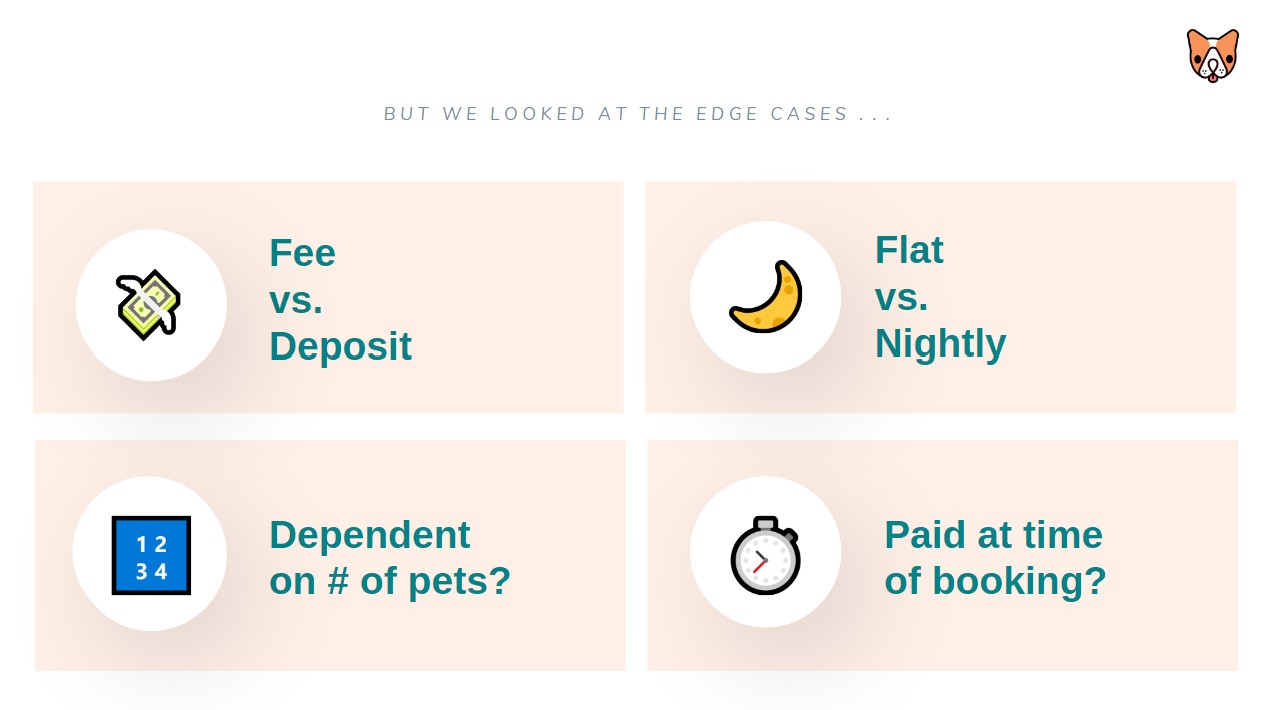 BUT WE LOOKED AT THE EDGE CASES ...
Fee
vs.
Deposit
Flat
vs.
Nightly
1 2
3 4
Dependent
on # of pets?
Paid at time
of booking?